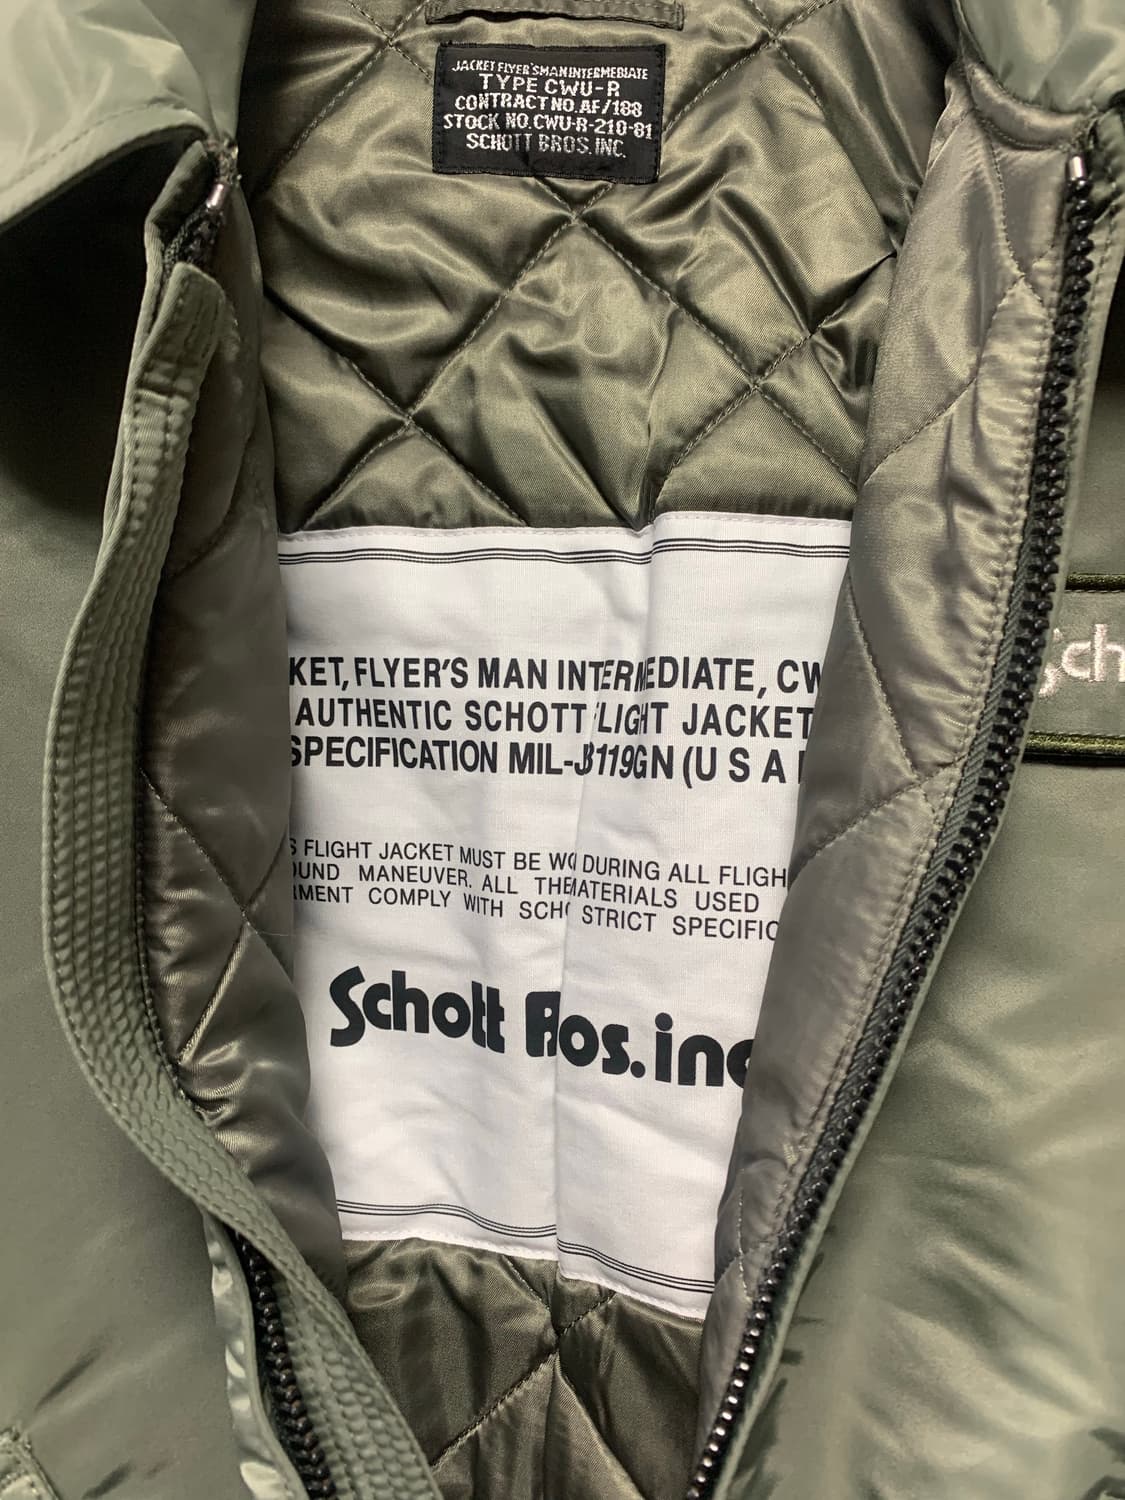 JACKET FLYER'S MAN INTERMEDIATE
TYPE CWU-R
CONTRACT NO. AF/188
STOCK NO. CWU-R-210-81
SCHOTT BROS. INC.
KET, FLYER'S MAN INTERMEDIATE, CW
AUTHENTIC SCHOTT FLIGHT JACKET
SPECIFICATION MIL-J8119GN (U S A
S FLIGHT JACKET MUST BE WO DURING ALL FLIGH
OUND MANEUVER. ALL THE MATERIALS USED
RMENT COMPLY WITH SCHO STRICT SPECIFIC
Schott Bros. inc
Sch